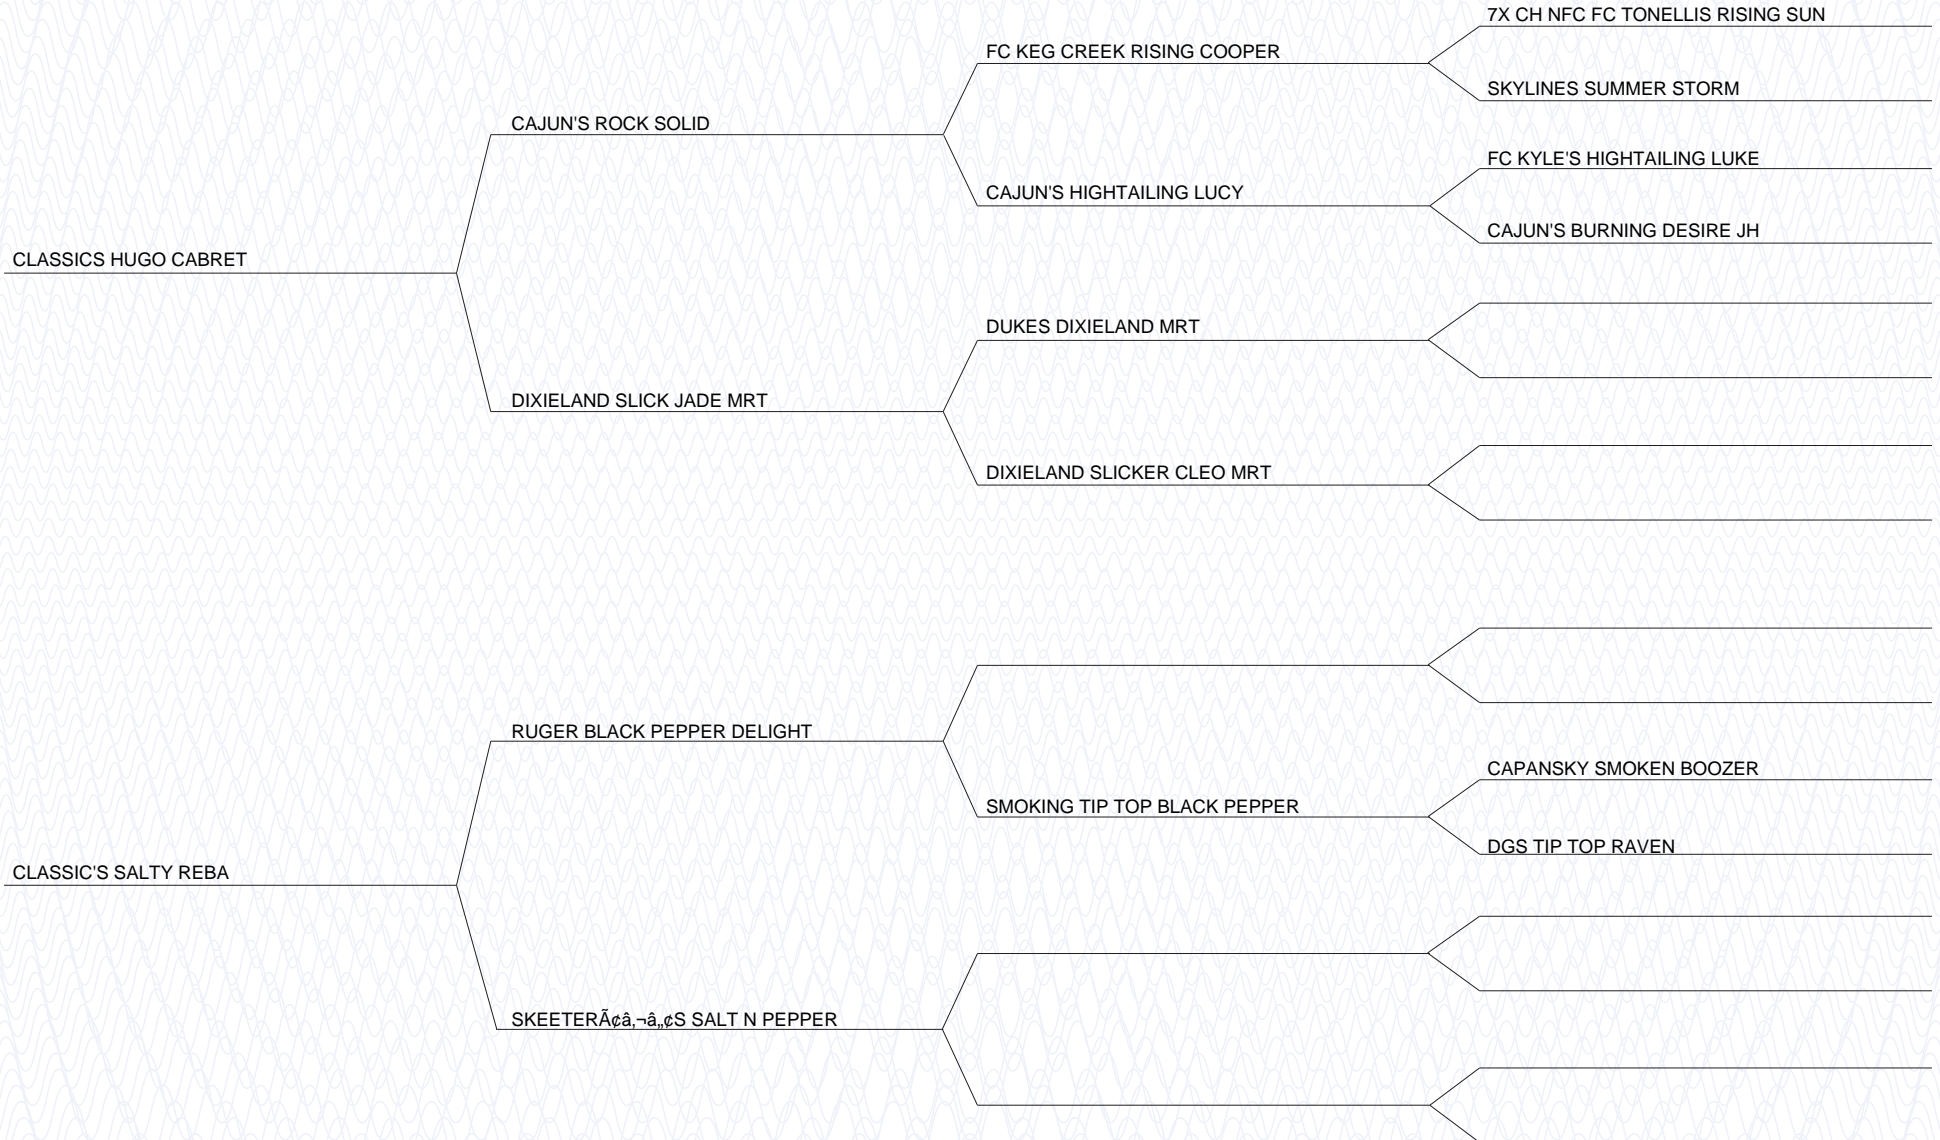 7X CH NFC FC TONELLIS RISING SUN
FC KEG CREEK RISING COOPER
SKYLINES SUMMER STORM
CAJUN'S ROCK SOLID
FC KYLE'S HIGHTAILING LUKE
CAJUN'S HIGHTAILING LUCY
CAJUN'S BURNING DESIRE JH
CLASSICS HUGO CABRET
DUKES DIXIELAND MRT
DIXIELAND SLICK JADE MRT
DIXIELAND SLICKER CLEO MRT
RUGER BLACK PEPPER DELIGHT
CAPANSKY SMOKEN BOOZER
SMOKING TIP TOP BLACK PEPPER
DGS TIP TOP RAVEN
CLASSIC'S SALTY REBA
SKEETERÃ¢â‚¬â„¢S SALT N PEPPER